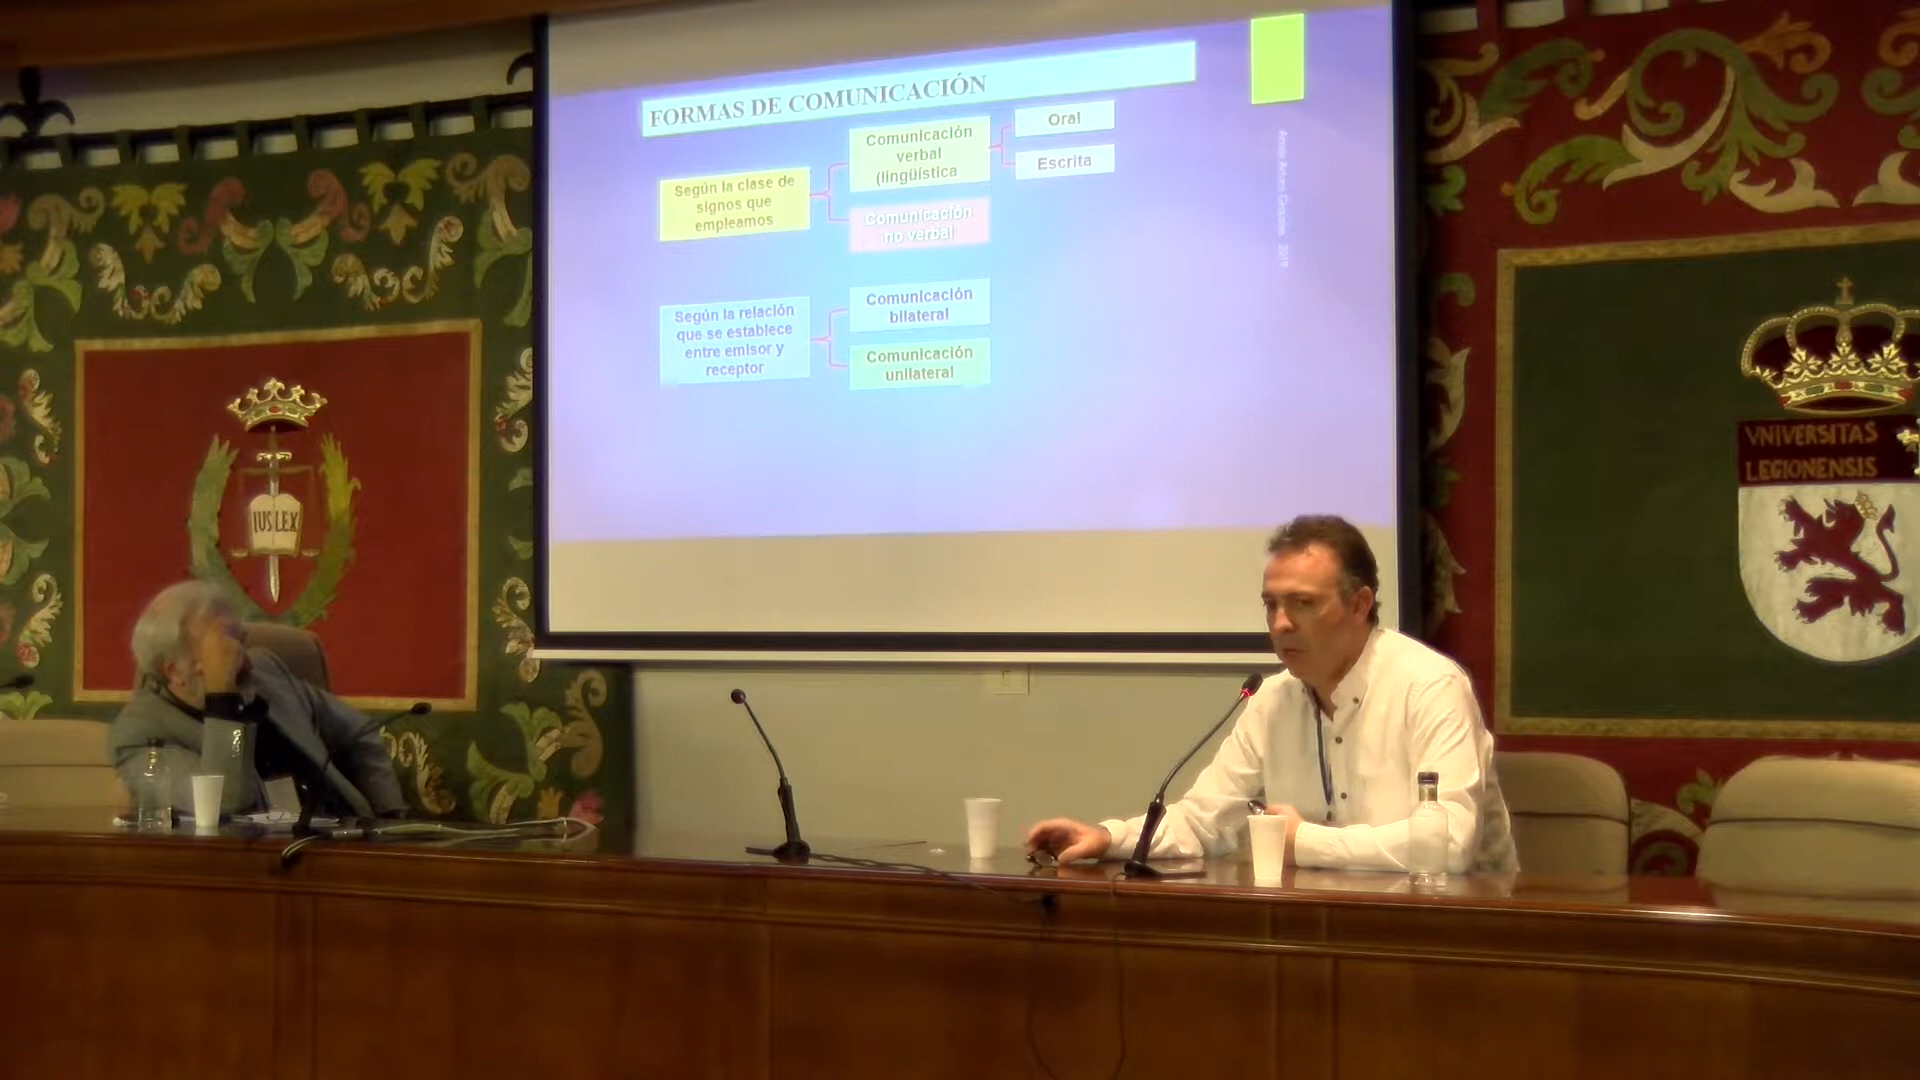 FORMAS DE COMUNICACIÓN
Según la clase de
signos que
empleamos
Comunicación
verbal
(lingüística
Oral
Escrita
Comunicación
no verbal
Según la relación
que se establece
entre emisor y
receptor
Comunicación
bilateral
Comunicación
unilateral
2019
IUS LEX
VNIVERSITAS
LEGIONENSIS